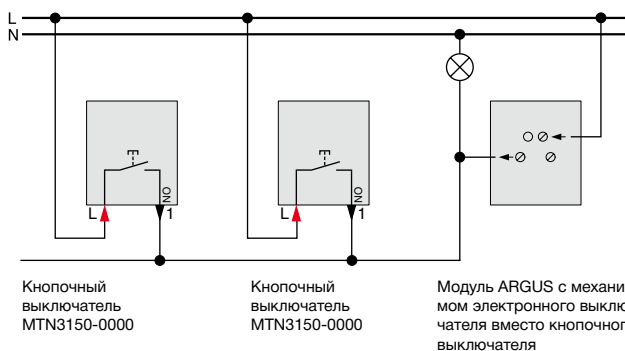 L
N
NO
L
1
NO
L
1
Кнопочный
выключатель
MTN3150-0000
Кнопочный
выключатель
MTN3150-0000
Модуль ARGUS с механи
мом электронного выклю
чателя вместо кнопочног
выключателя